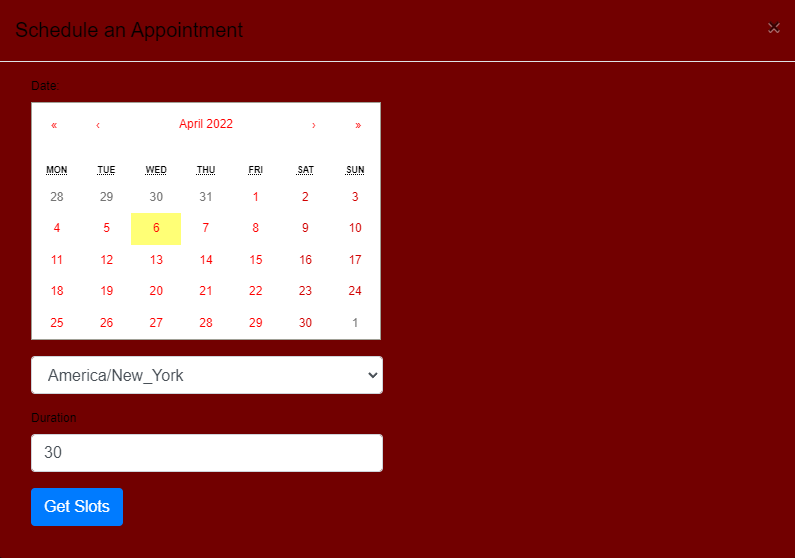 Schedule an Appointment ×
Date:
« ‹ April 2022 › »
MON TUE WED THU FRI SAT SUN
28 29 30 31 1 2 3
4 5 6 7 8 9 10
11 12 13 14 15 16 17
18 19 20 21 22 23 24
25 26 27 28 29 30 1
America/New_York
Duration
30
Get Slots